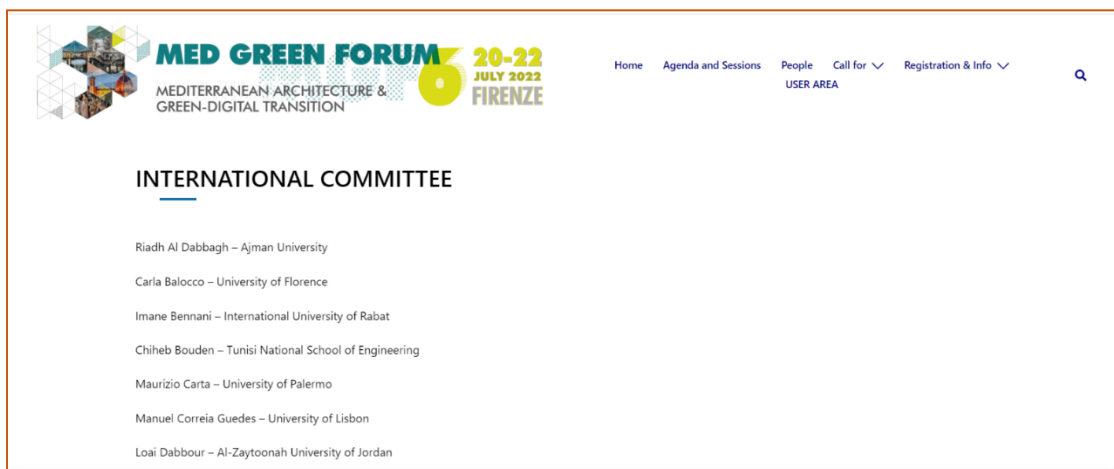 MED GREEN FORUM 6
MEDITERRANEAN ARCHITECTURE &
GREEN-DIGITAL TRANSITION
20-22
JULY 2022
FIRENZE
Home Agenda and Sessions People Call for Registration & Info
USER AREA
INTERNATIONAL COMMITTEE
Riadh Al Dabbagh – Ajman University
Carla Balocco – University of Florence
Imane Bennani – International University of Rabat
Chiheb Bouden – Tunisi National School of Engineering
Maurizio Carta – University of Palermo
Manuel Correia Guedes – University of Lisbon
Loai Dabbour – Al-Zaytoonah University of Jordan